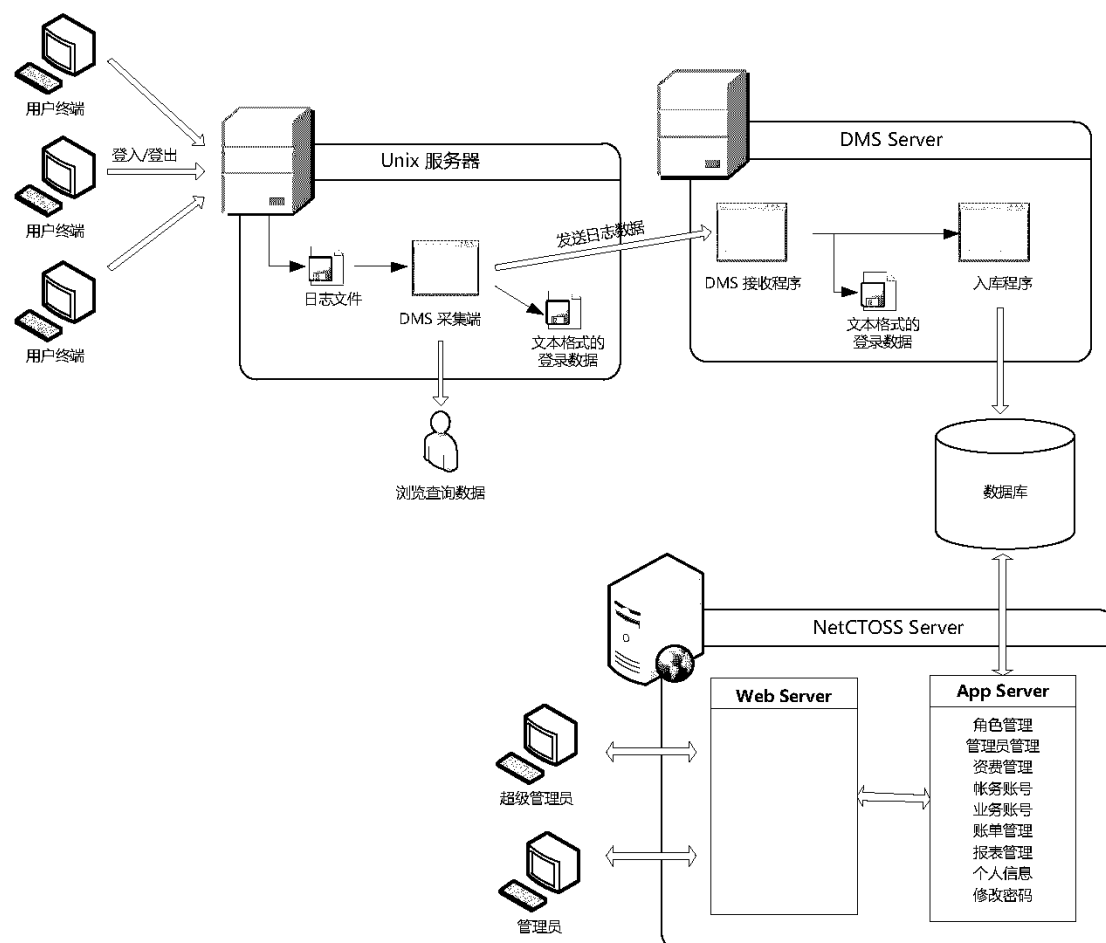 用户终端
登入/登出
用户终端
用户终端
Unix 服务器
日志文件
DMS 采集端
文本格式的
登录数据
浏览查询数据
发送日志数据
DMS Server
DMS 接收程序
入库程序
文本格式的
登录数据
数据库
NetCTOSS Server
Web Server
App Server
角色管理
管理员管理
资费管理
帐务账号
业务账号
账单管理
报表管理
个人信息
修改密码
超级管理员
管理员